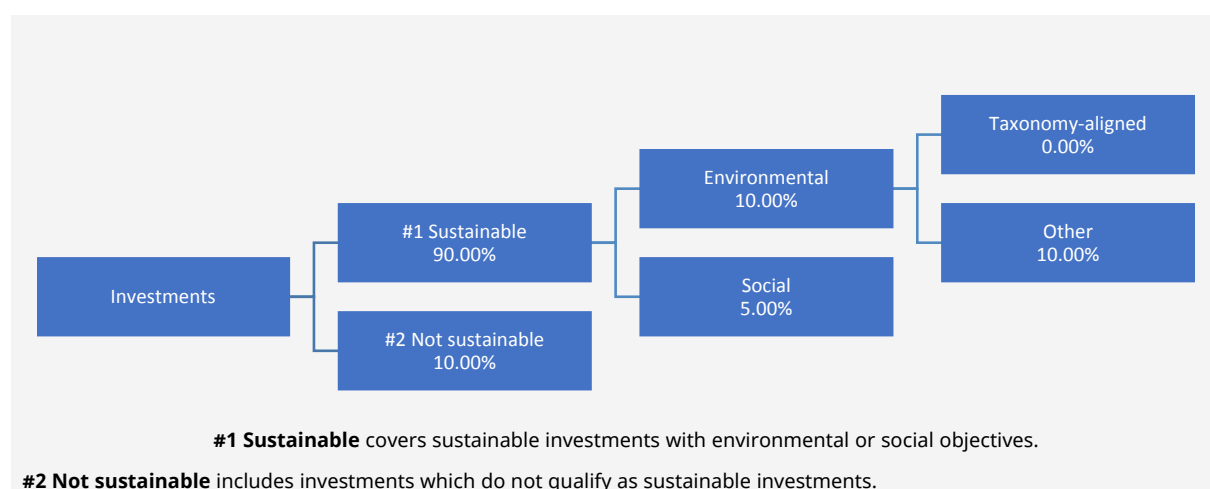 Taxonomy-aligned
0.00%
Environmental
10.00%
#1 Sustainable
90.00%
Other
10.00%
Investments
Social
5.00%
#2 Not sustainable
10.00%
#1 Sustainable covers sustainable investments with environmental or social objectives.
#2 Not sustainable includes investments which do not qualify as sustainable investments.